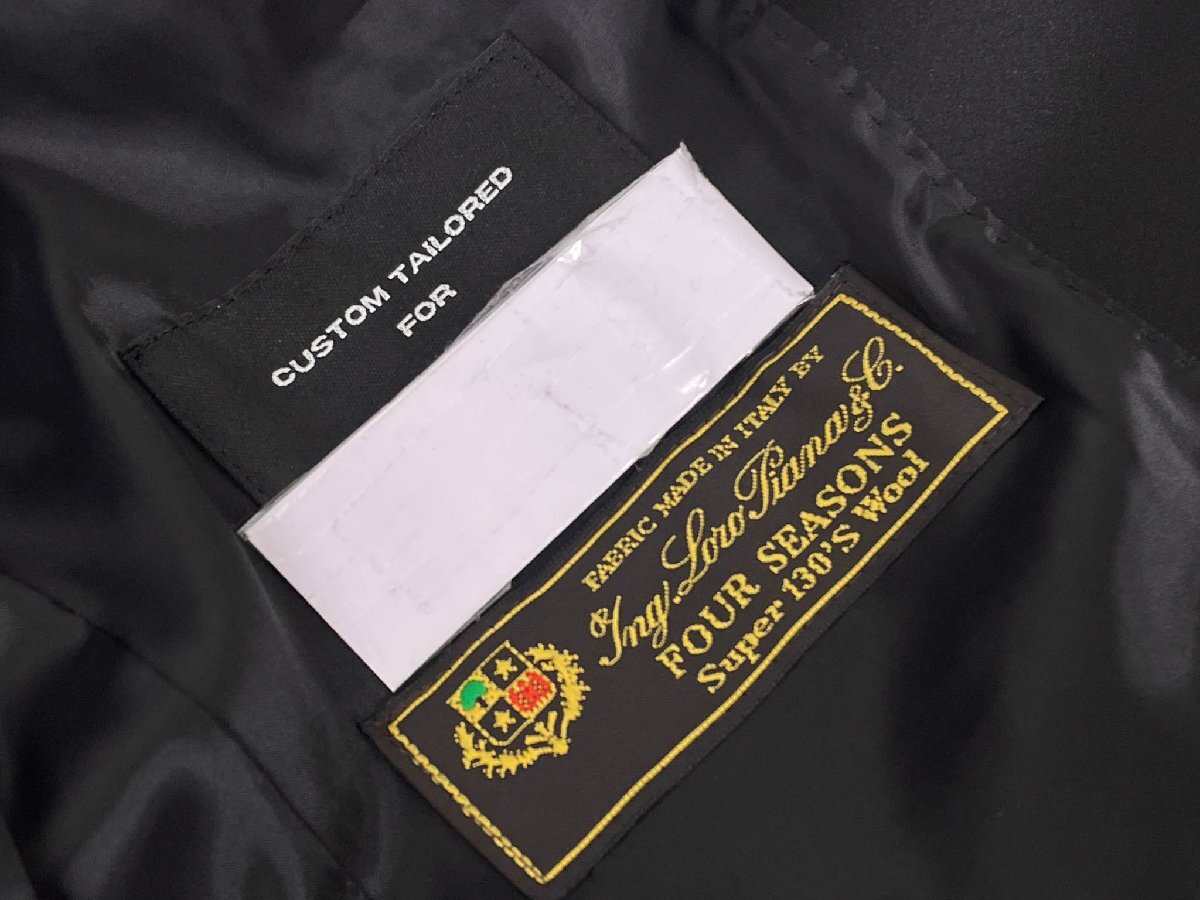 CUSTOM TAILORED
FOR
FABRIC MADE IN ITALY BY
Ing. Loro Piana & C.
FOUR SEASONS
Super 130'S Wool